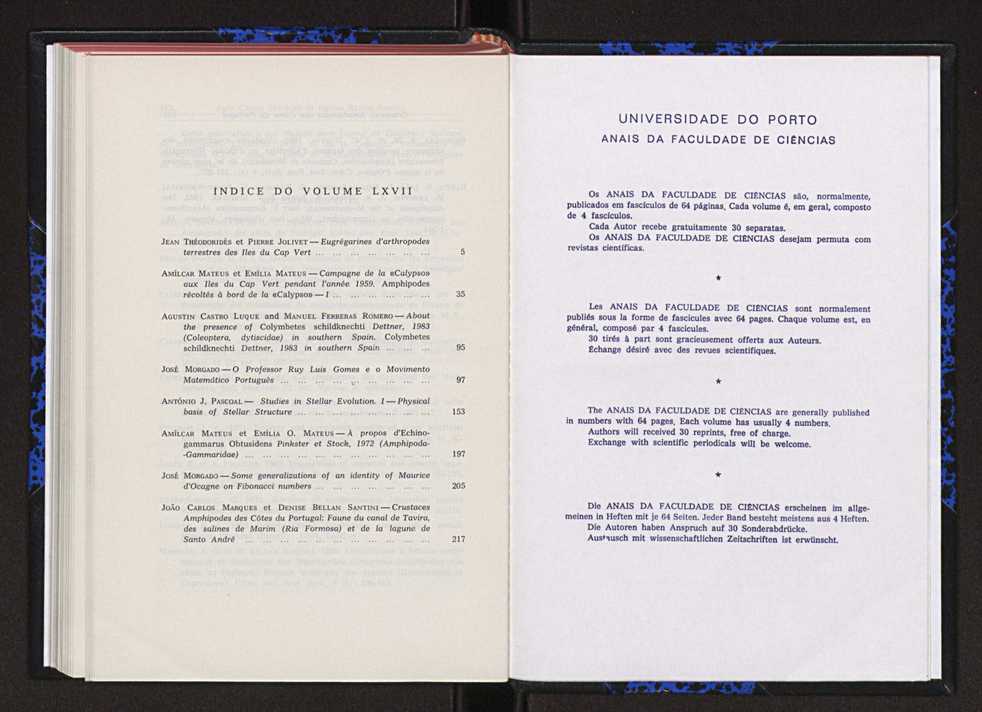 INDICE DO VOLUME LXVII
JEAN THÉODORIDÈS et PIERRE JOLIVET — Eugrégarines d'arthropodes
terrestres des Iles du Cap Vert ... ... ... ... ... ... ... 5
AMÍLCAR MATEUS et EMÍLIA MATEUS — Campagne de la «Calypso»
aux Iles du Cap Vert pendant l'année 1959. Amphipodes
récoltés à bord de la «Calypso» — I ... ... ... ... ... ... 35
AGUSTIN CASTRO LUQUE and MANUEL FERRERAS ROMERO — About
the presence of Colymbetes schildknechti Dettner, 1983
(Coleoptera, dytiscidae) in southern Spain. Colymbetes
schildknechti Dettner, 1983 in southern Spain ... ... ... 95
JOSÉ MORGADO — O Professor Ruy Luís Gomes e o Movimento
Matemático Português ... ... ... ... ... ... ... ... ... 97
ANTÓNIO J. PASCOAL — Studies in Stellar Evolution. I — Physical
basis of Stellar Structure ... ... ... ... ... ... ... ... 153
AMÍLCAR MATEUS et EMÍLIA O. MATEUS — À propos d'Echino-
gammarus Obtusidens Pinkster et Stock, 1972 (Amphipoda-
-Gammaridae) ... ... ... ... ... ... ... ... ... ... ... 197
JOSÉ MORGADO — Some generalizations of an identity of Maurice
d'Ocagne on Fibonacci numbers ... ... ... ... ... ... ... 205
JOÃO CARLOS MARQUES et DENISE BELLAN SANTINI — Crustaces
Amphipodes des Côtes du Portugal: Faune du canal de Tavira,
des salines de Marim (Ria Formosa) et de la lagune de
Santo André ... ... ... ... ... ... ... ... ... ... ... 217
UNIVERSIDADE DO PORTO
ANAIS DA FACULDADE DE CIÊNCIAS
Os ANAIS DA FACULDADE DE CIÊNCIAS são, normalmente,
publicados em fascículos de 64 páginas. Cada volume é, em geral, composto
de 4 fascículos.
Cada Autor recebe gratuitamente 30 separatas.
Os ANAIS DA FACULDADE DE CIÊNCIAS desejam permuta com
revistas científicas.
*
Les ANAIS DA FACULDADE DE CIÊNCIAS sont normalement
publiés sous la forme de fascicules avec 64 pages. Chaque volume est, en
général, composé par 4 fascicules.
30 tirés à part sont gracieusement offerts aux Auteurs.
Échange désiré avec des revues scientifiques.
*
The ANAIS DA FACULDADE DE CIÊNCIAS are generally published
in numbers with 64 pages. Each volume has usually 4 numbers.
Authors will received 30 reprints, free of charge.
Exchange with scientific periodicals will be welcome.
*
Die ANAIS DA FACULDADE DE CIÊNCIAS erscheinen im allge-
meinen in Heften mit je 64 Seiten. Jeder Band besteht meistens aus 4 Heften.
Die Autoren haben Anspruch auf 30 Sonderabdrücke.
Austausch mit wissenschaftlichen Zeitschriften ist erwünscht.